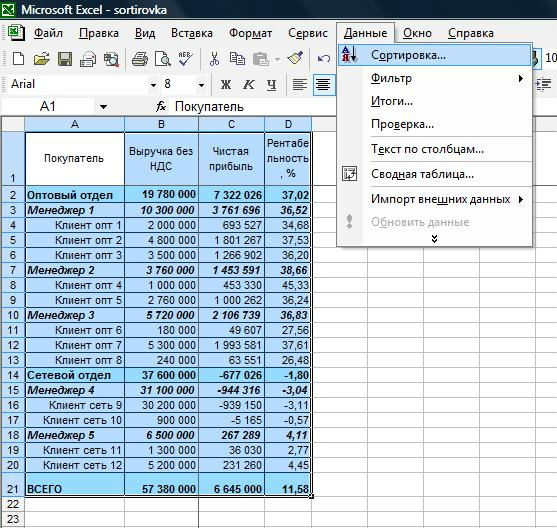 Microsoft Excel - sortirovka
Файл Правка Вид Вставка Формат Сервис Данные Окно Справка
10
Arial 8 Ж К Ч
A1 fx Покупатель
Сортировка...
Фильтр
Итоги...
Проверка...
Текст по столбцам...
Сводная таблица...
Импорт внешних данных
Обновить данные
A B C D
1 Покупатель Выручка без НДС Чистая прибыль Рентабельность, %
2 Оптовый отдел 19 780 000 7 322 026 37,02
3 Менеджер 1 10 300 000 3 761 696 36,52
4 Клиент опт 1 2 000 000 693 527 34,68
5 Клиент опт 2 4 800 000 1 801 267 37,53
6 Клиент опт 3 3 500 000 1 266 902 36,20
7 Менеджер 2 3 760 000 1 453 591 38,66
8 Клиент опт 4 1 000 000 453 330 45,33
9 Клиент опт 5 2 760 000 1 000 262 36,24
10 Менеджер 3 5 720 000 2 106 739 36,83
11 Клиент опт 6 180 000 49 607 27,56
12 Клиент опт 7 5 300 000 1 993 581 37,61
13 Клиент опт 8 240 000 63 551 26,48
14 Сетевой отдел 37 600 000 -677 026 -1,80
15 Менеджер 4 31 100 000 -944 316 -3,04
16 Клиент сеть 9 30 200 000 -939 150 -3,11
17 Клиент сеть 10 900 000 -5 165 -0,57
18 Менеджер 5 6 500 000 267 289 4,11
19 Клиент сеть 11 1 300 000 36 030 2,77
20 Клиент сеть 12 5 200 000 231 260 4,45
21 ВСЕГО 57 380 000 6 645 000 11,58
22
23